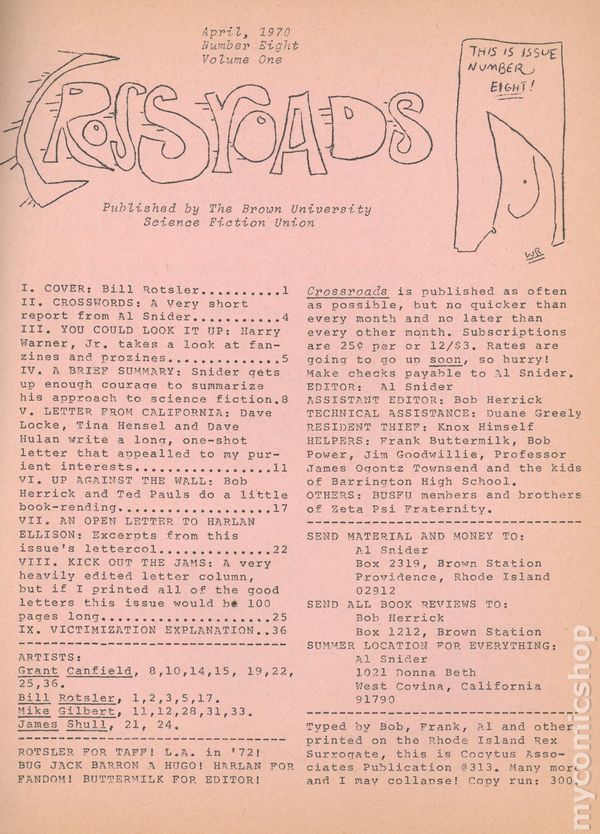 April, 1970
Number Eight
Volume One
CROSSROADS
THIS IS ISSUE
NUMBER
EIGHT!
WR
Published by The Brown University
Science Fiction Union
I. COVER: Bill Rotsler..........1
II. CROSSWORDS: A very short
report from Al Snider..........4
III. YOU COULD LOOK IT UP: Harry
Warner, Jr. takes a look at fan-
zines and prozines..............5
IV. A BRIEF SUMMARY: Snider gets
up enough courage to summarize
his approach to science fiction.8
V. LETTER FROM CALIFORNIA: Dave
Locke, Tina Hensel and Dave
Hulan write a long, one-shot
letter that appealled to my pur-
ient interests................11
VI. UP AGAINST THE WALL: Bob
Herrick and Ted Pauls do a little
book-rending..................17
VII. AN OPEN LETTER TO HARLAN
ELLISON: Excerpts from this
issue's lettercol..............22
VIII. KICK OUT THE JAMS: A very
heavily edited letter column,
but if I printed all of the good
letters this issue would be 100
pages long....................25
IX. VICTIMIZATION EXPLANATION..36
ARTISTS:
Grant Canfield, 8,10,14,15, 19,22,
25,36.
Bill Rotsler, 1,2,3,5,17.
Mike Gilbert, 11,12,28,31,33.
James Shull, 21, 24.
ROTSLER FOR TAFF! L.A. in '72!
BUG JACK BARRON A HUGO! HARLAN FOR
FANDOM! BUTTERMILK FOR EDITOR!
Crossroads is published as often
as possible, but no quicker than
every month and no later than
every other month. Subscriptions
are 25¢ per or 12/$3. Rates are
going to go up soon, so hurry!
Make checks payable to Al Snider.
EDITOR: Al Snider
ASSISTANT EDITOR: Bob Herrick
TECHNICAL ASSISTANCE: Duane Greely
RESIDENT THIEF: Knox Himself
HELPERS: Frank Buttermilk, Bob
Power, Jim Goodwillie, Professor
James Ogontz Townsend and the kids
of Barrington High School.
OTHERS: BUSFU members and brothers
of Zeta Psi Fraternity.
SEND MATERIAL AND MONEY TO:
Al Snider
Box 2319, Brown Station
Providence, Rhode Island
02912
SEND ALL BOOK REVIEWS TO:
Bob Herrick
Box 1212, Brown Station
SUMMER LOCATION FOR EVERYTHING:
Al Snider
1021 Donna Beth
West Covina, California
91790
Typed by Bob, Frank, Al and other,
printed on the Rhode Island Rex
Surrogate, this is Cocytus Asso-
ciates Publication #313. Many more
and I may collapse! Copy run: 300
mycomicshop